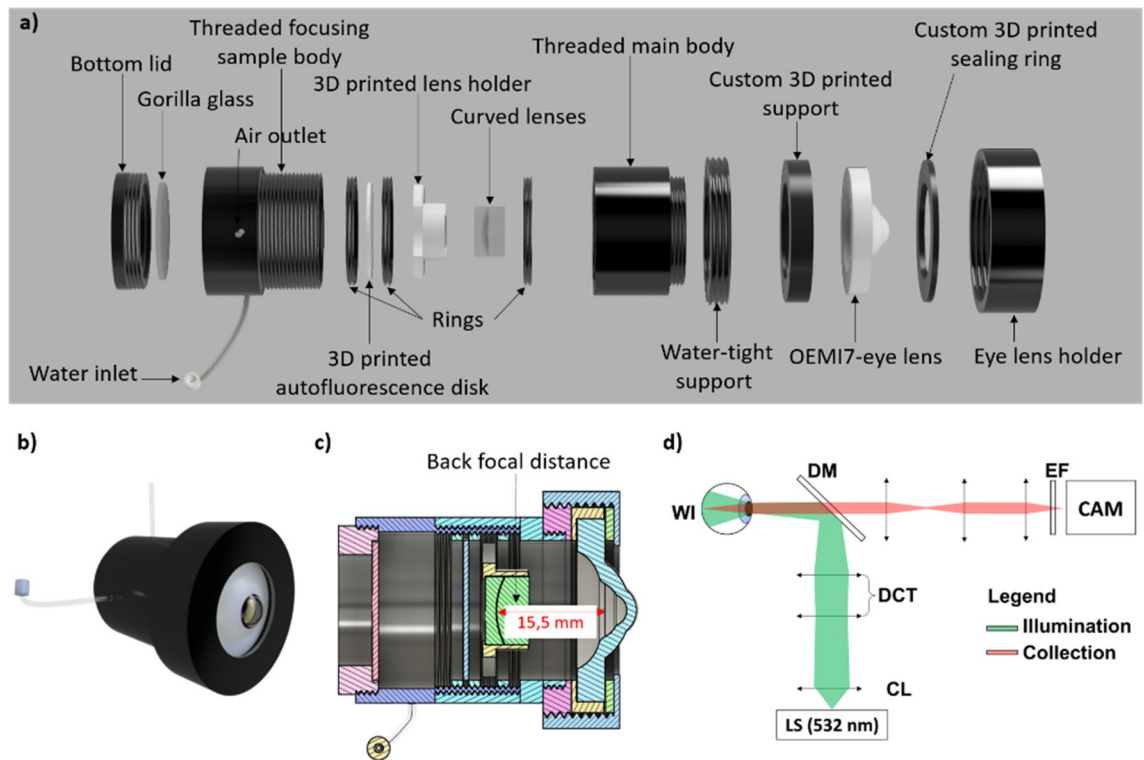 a)
Threaded focusing
sample body
Bottom lid
Gorilla glass
Air outlet
3D printed lens holder
Curved lenses
Threaded main body
Custom 3D printed
support
Custom 3D printed
sealing ring
Rings
3D printed
autofluorescence disk
Water inlet
Water-tight
support
OEMI7-eye lens
Eye lens holder
b)
c)
Back focal distance
15,5 mm
d)
DM
EF
WI
CAM
DCT
CL
LS (532 nm)
Legend
Illumination
Collection